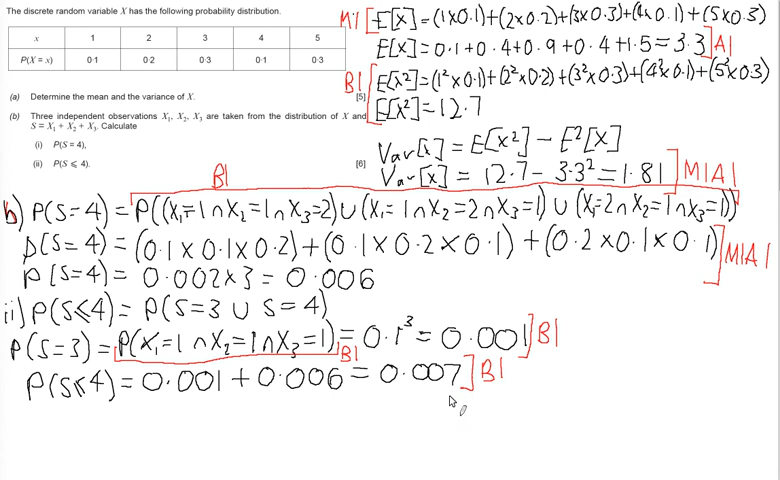 The discrete random variable X has the following probability distribution.
x 1 2 3 4 5
P(X = x) 0·1 0·2 0·3 0·1 0·3
(a) Determine the mean and the variance of X. [5]
(b) Three independent observations X₁, X₂, X₃ are taken from the distribution of X and
S = X₁ + X₂ + X₃. Calculate
(i) P(S = 4),
(ii) P(S ⩽ 4). [6]
M1 E[X]=(1×0.1)+(2×0.2)+(3×0.3)+(4×0.1)+(5×0.3)
E[X]=0.1+0.4+0.9+0.4+1.5=3.3 A1
B1 E[X²]=(1²×0.1)+(2²×0.2)+(3²×0.3)+(4²×0.1)+(5²×0.3)
E[X²]=12.7
Var[X]=E[X²]-E²[X]
Var[X]=12.7-3.3²=1.81 M1A1
B1
b) P(S=4)=P((X₁=1∩X₂=1∩X₃=2)∪(X₁=1∩X₂=2∩X₃=1)∪(X₁=2∩X₂=1∩X₃=1))
P(S=4)=(0.1×0.1×0.2)+(0.1×0.2×0.1)+(0.2×0.1×0.1) M1A1
P(S=4)=0.002×3=0.006
ii) P(S⩽4)=P(S=3∪S=4)
P(S=3)=P(X₁=1∩X₂=1∩X₃=1)=0.1³=0.001 B1
B1
P(S⩽4)=0.001+0.006=0.007 B1